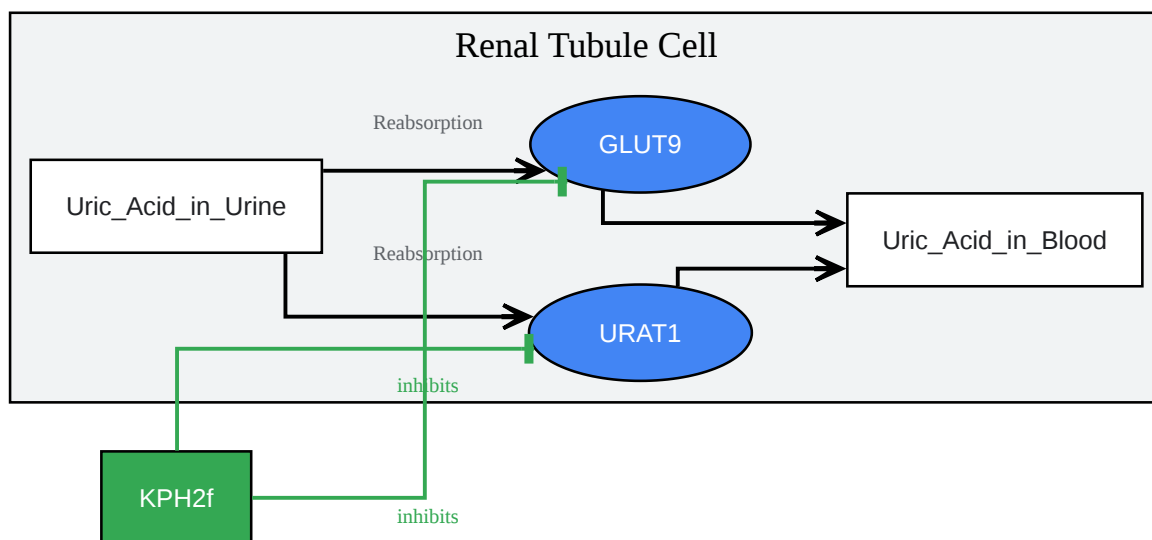 Renal Tubule Cell
Reabsorption
GLUT9
Uric_Acid_in_Urine
Uric_Acid_in_Blood
Reabsorption
URAT1
inhibits
KPH2f
inhibits